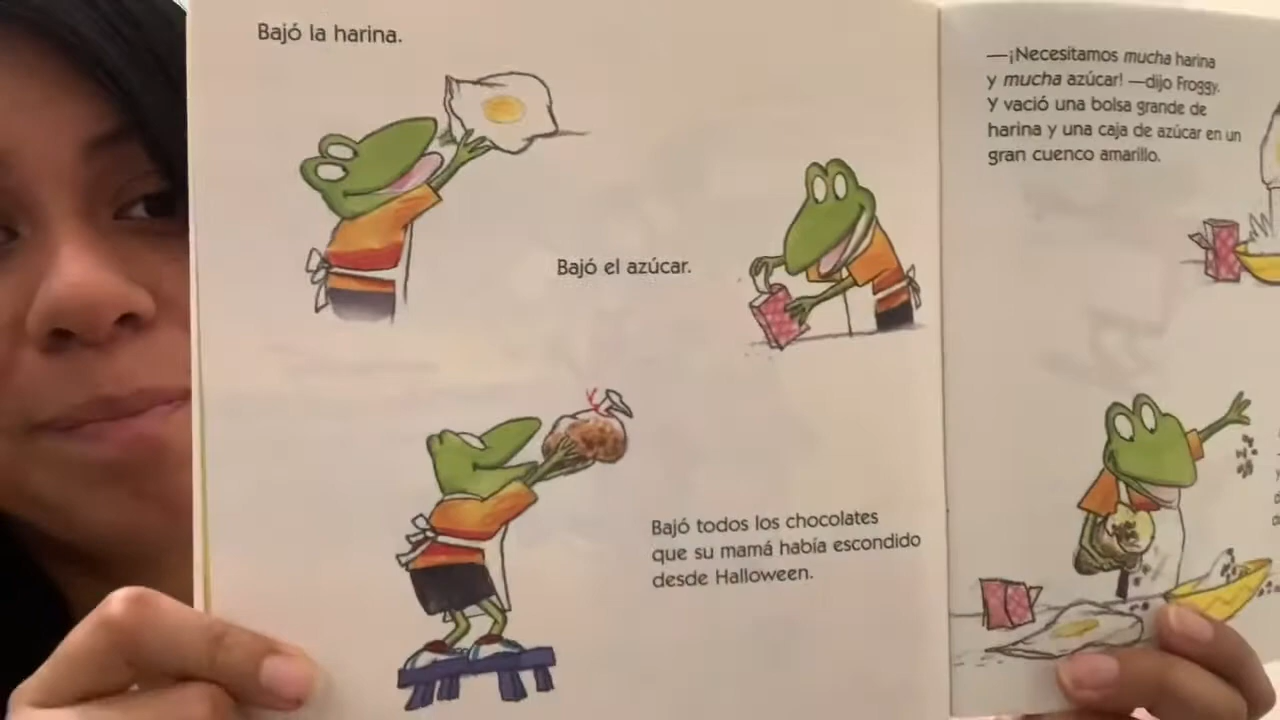 Bajó la harina.
Bajó el azúcar.
Bajó todos los chocolates
que su mamá había escondido
desde Halloween.
—¡Necesitamos mucha harina
y mucha azúcar! —dijo Froggy.
Y vació una bolsa grande de
harina y una caja de azúcar en un
gran cuenco amarillo.